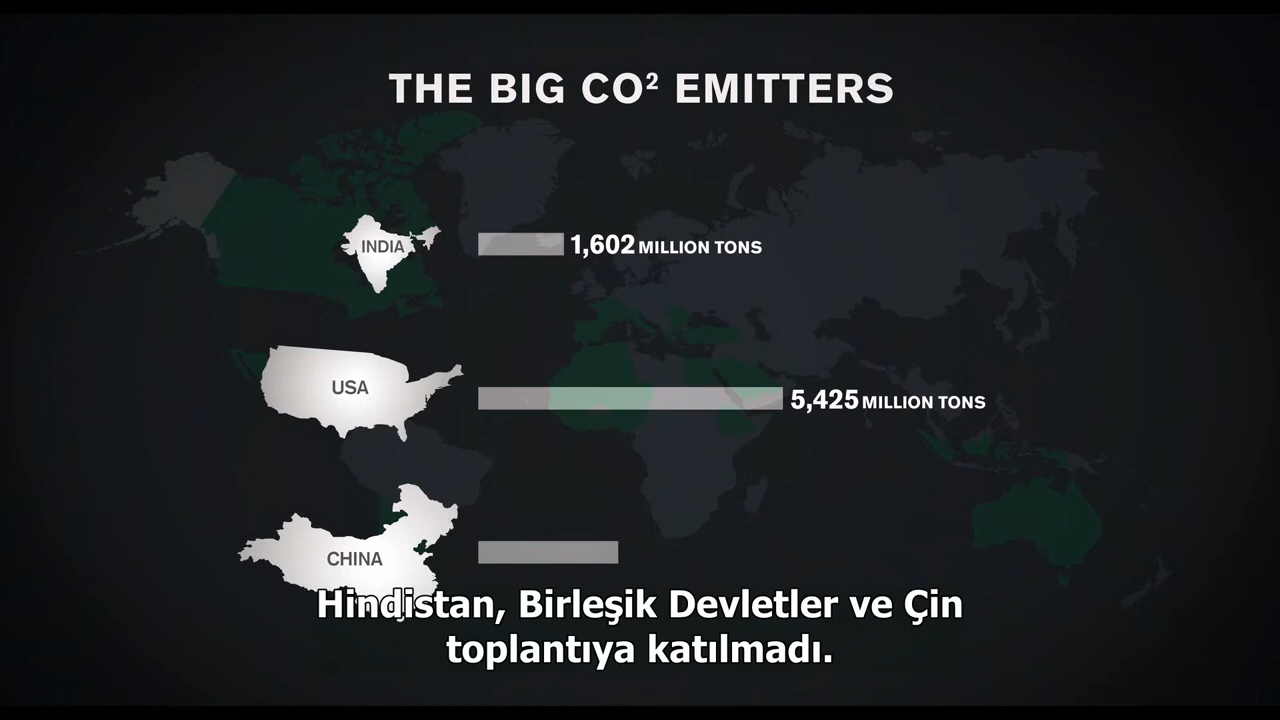 THE BIG CO² EMITTERS
INDIA
1,602 MILLION TONS
USA
5,425 MILLION TONS
CHINA
Hindistan, Birleşik Devletler ve Çin
toplantıya katılmadı.